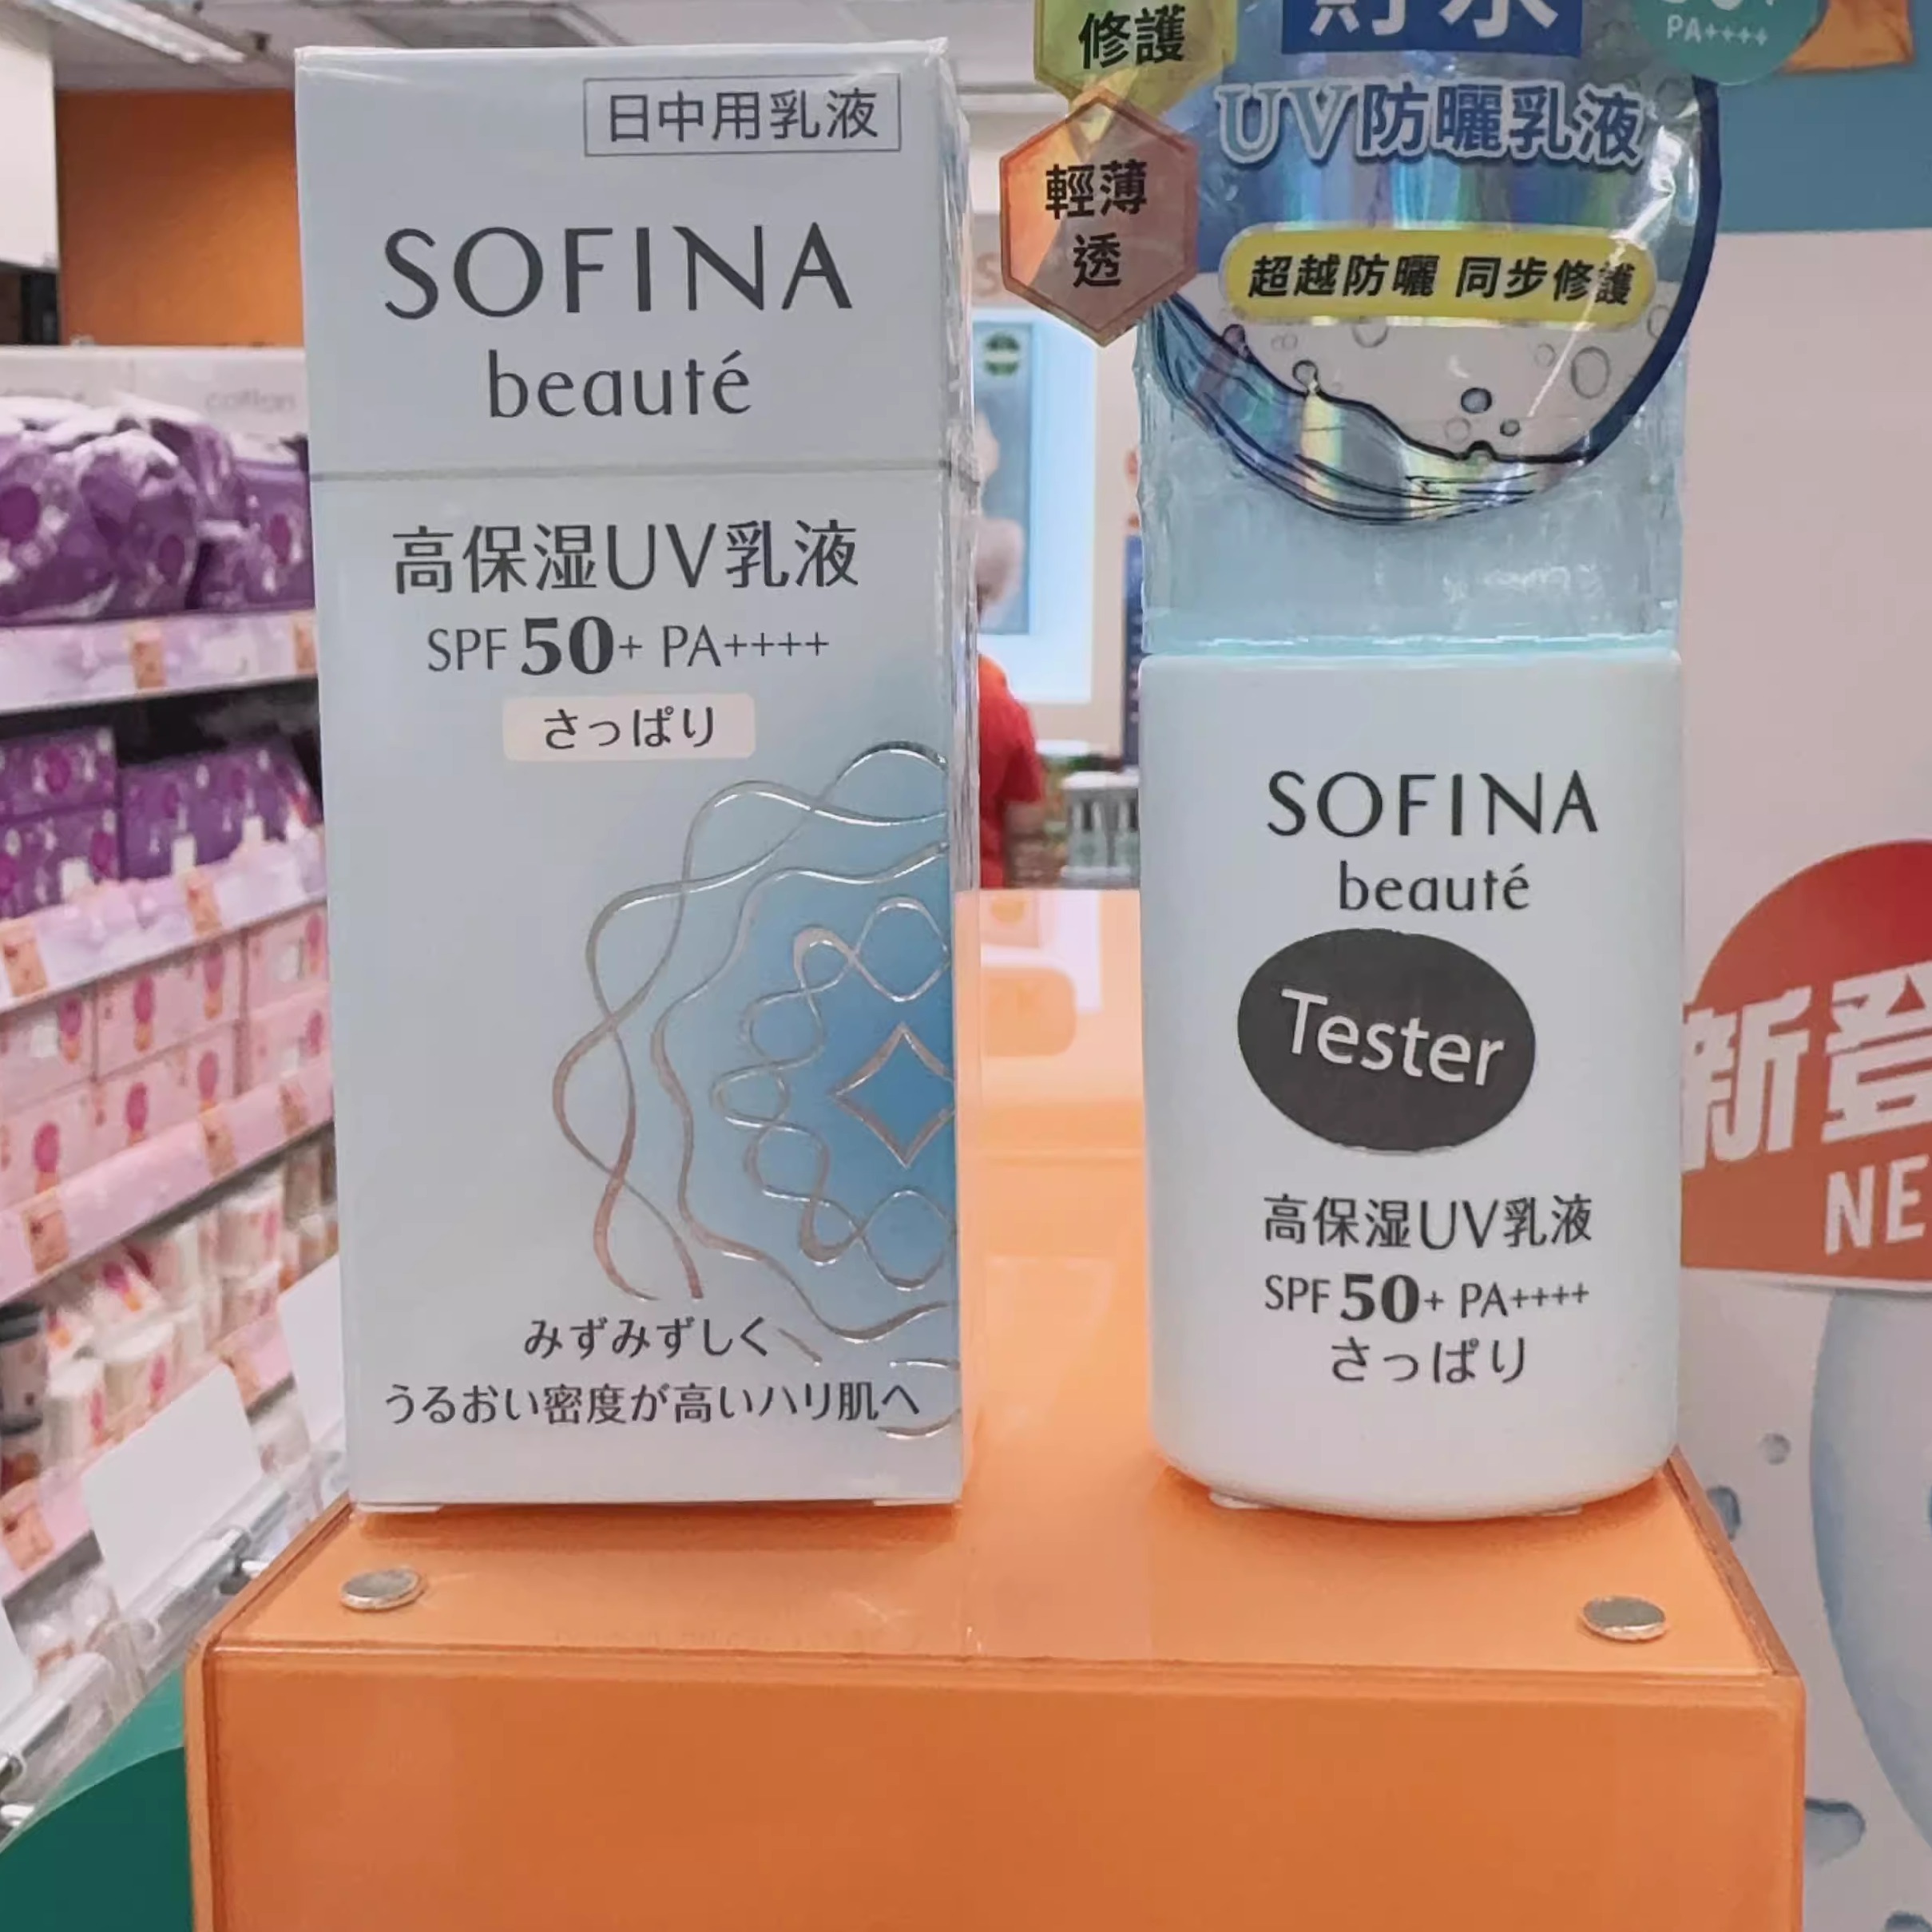 日中用乳液
SOFINA
beauté
高保湿UV乳液
SPF 50+ PA++++
さっぱり
みずみずしく
うるおい密度が高いハリ肌へ
修護
輕薄
透
貯水
PA++++
UV防曬乳液
超越防曬 同步修護
SOFINA
beauté
Tester
高保湿UV乳液
SPF 50+ PA++++
さっぱり
新登
NE